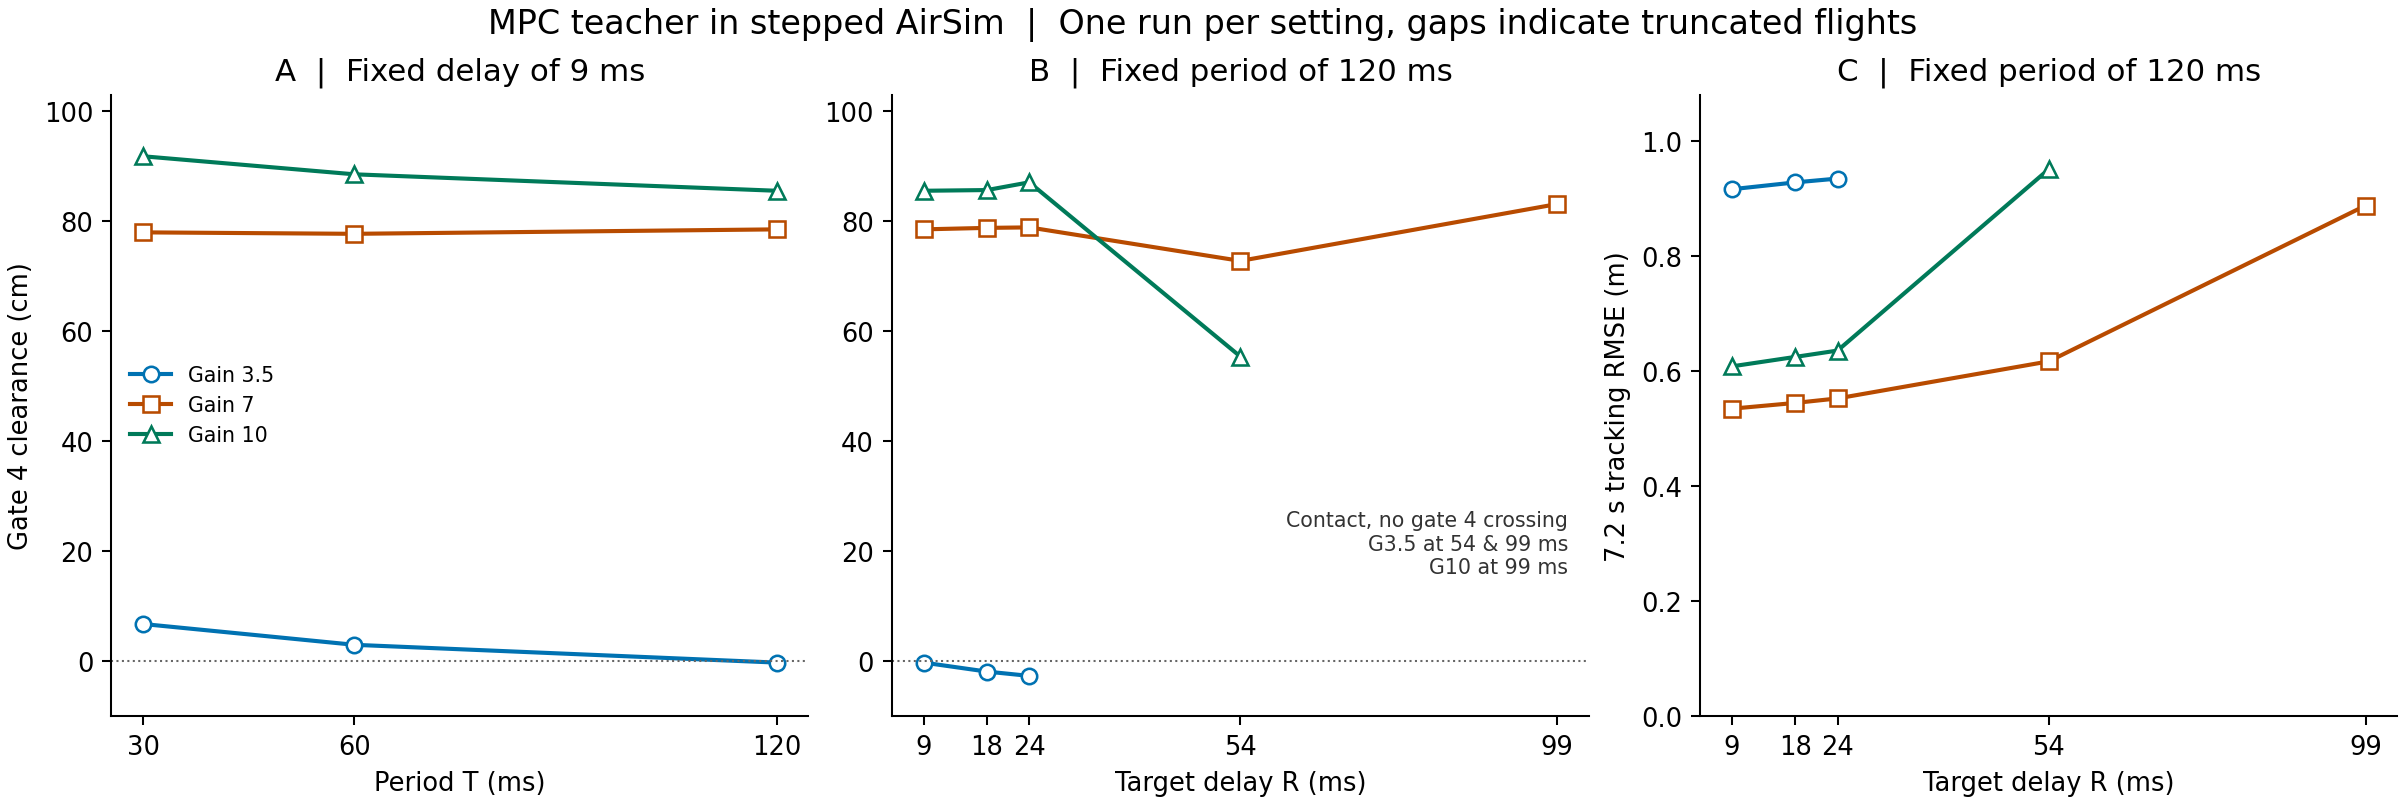 MPC teacher in stepped AirSim | One run per setting, gaps indicate truncated flights
A | Fixed delay of 9 ms
Gate 4 clearance (cm)
100
80
60
40
20
0
Gain 3.5
Gain 7
Gain 10
30 60 120
Period T (ms)
B | Fixed period of 120 ms
100
80
60
40
20
0
Contact, no gate 4 crossing
G3.5 at 54 & 99 ms
G10 at 99 ms
9 18 24 54 99
Target delay R (ms)
C | Fixed period of 120 ms
7.2 s tracking RMSE (m)
1.0
0.8
0.6
0.4
0.2
0.0
9 18 24 54 99
Target delay R (ms)